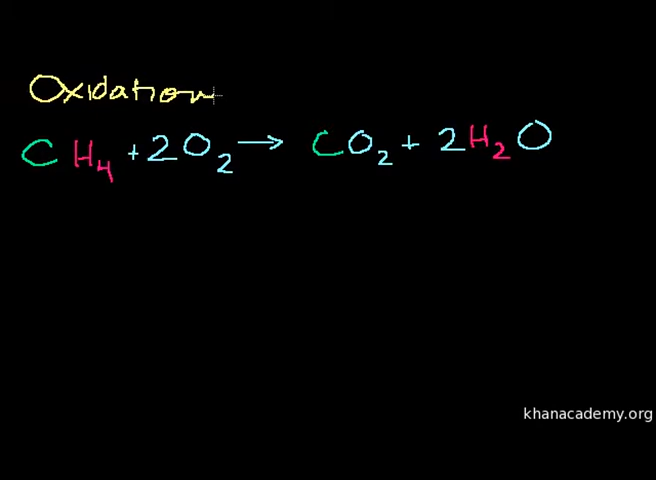 Oxidation
CH₄ + 2O₂ → CO₂ + 2H₂O
khanacademy.org